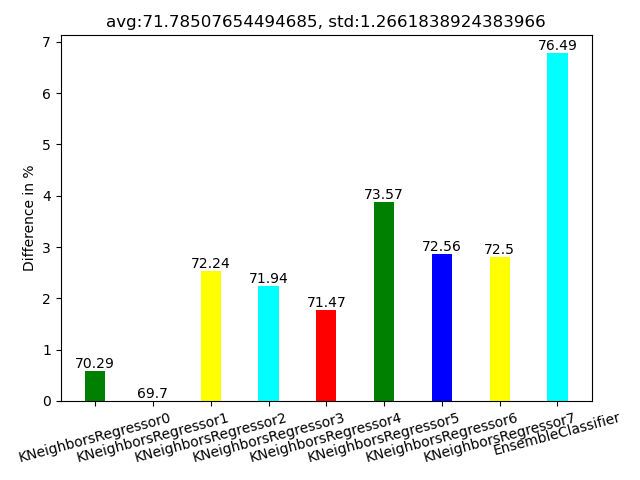 avg:71.78507654494685, std:1.2661838924383966
Difference in %
7
6
5
4
3
2
1
0
70.29
69.7
72.24
71.94
71.47
73.57
72.56
72.5
76.49
KNeighborsRegressor0
KNeighborsRegressor1
KNeighborsRegressor2
KNeighborsRegressor3
KNeighborsRegressor4
KNeighborsRegressor5
KNeighborsRegressor6
KNeighborsRegressor7
EnsembleClassifier